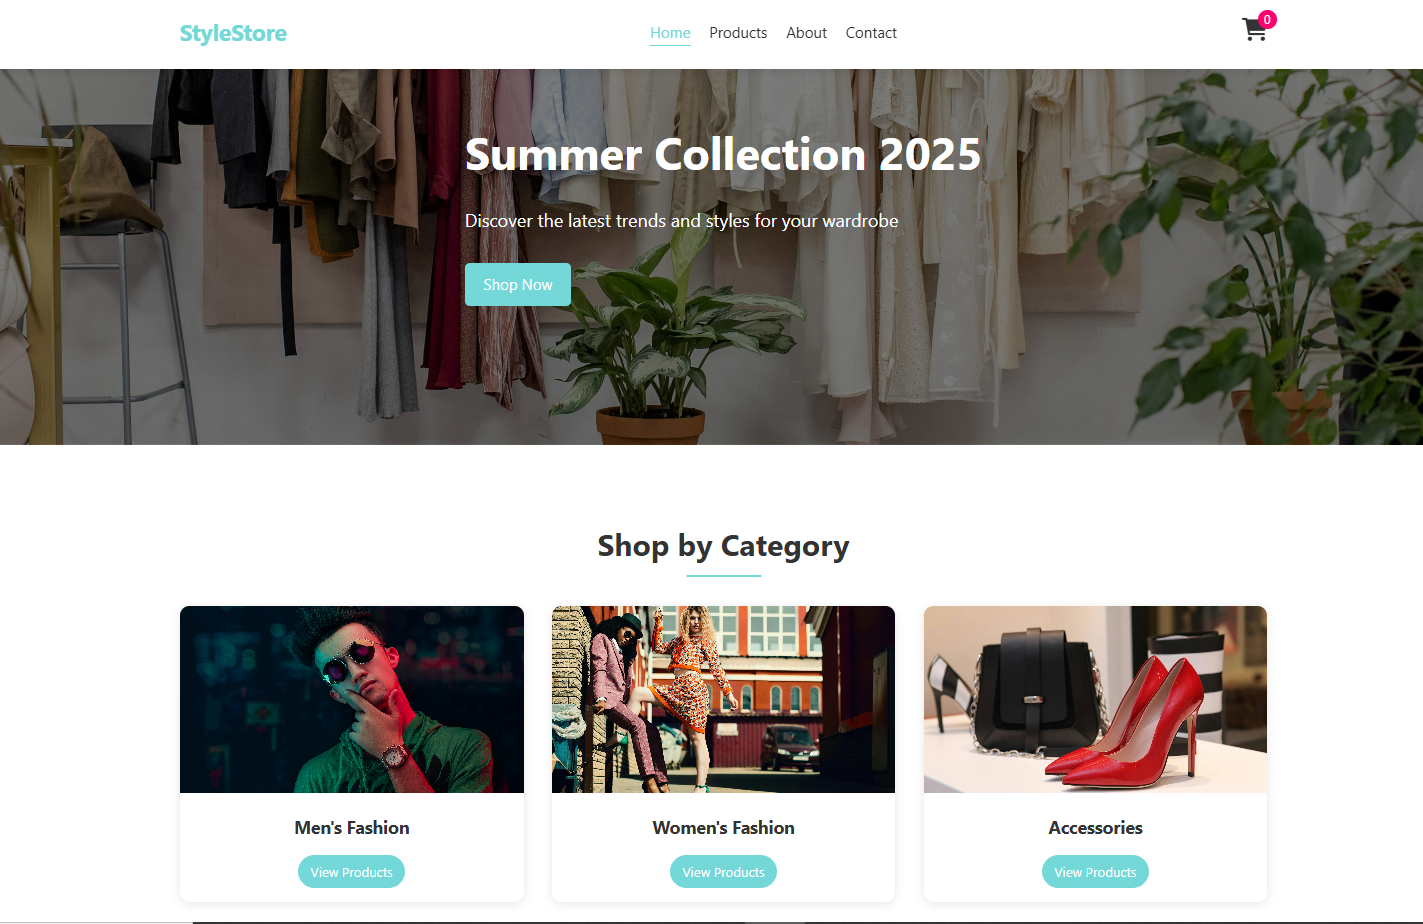 StyleStore
Home Products About Contact
0
Summer Collection 2025
Discover the latest trends and styles for your wardrobe
Shop Now
Shop by Category
Men's Fashion
View Products
Women's Fashion
View Products
Accessories
View Products